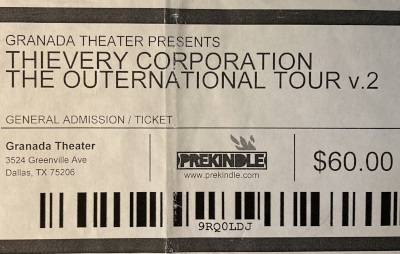 GRANADA THEATER PRESENTS
THIEVERY CORPORATION
THE OUTERNATIONAL TOUR v.2
GENERAL ADMISSION / TICKET
Granada Theater
3524 Greenville Ave
Dallas, TX 75206
PREKINDLE
www.prekindle.com
$60.00
9RQ0LDJ